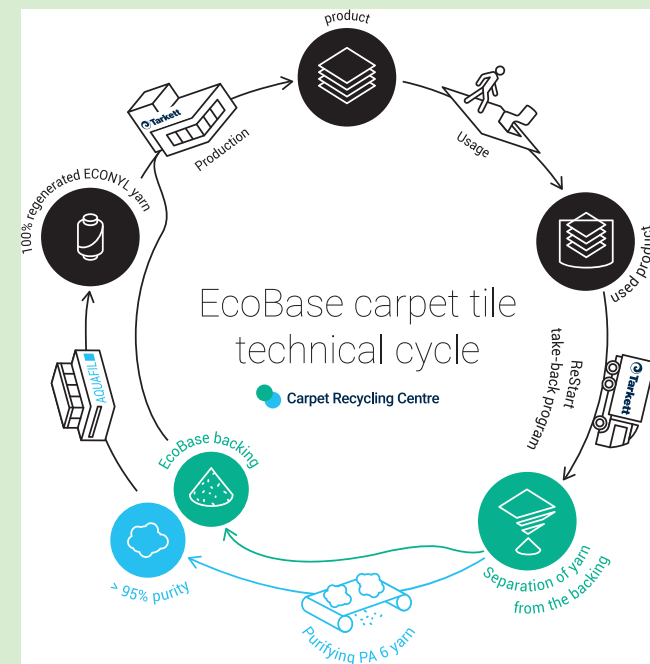 product
Tarkett
Production
Usage
100% regenerated ECONYL yarn
used product
EcoBase carpet tile
technical cycle
Carpet Recycling Centre
ReStart
take-back program
Tarkett
AQUAFIL
EcoBase backing
> 95% purity
Purifying PA 6 yarn
Separation of yarn
from the backing